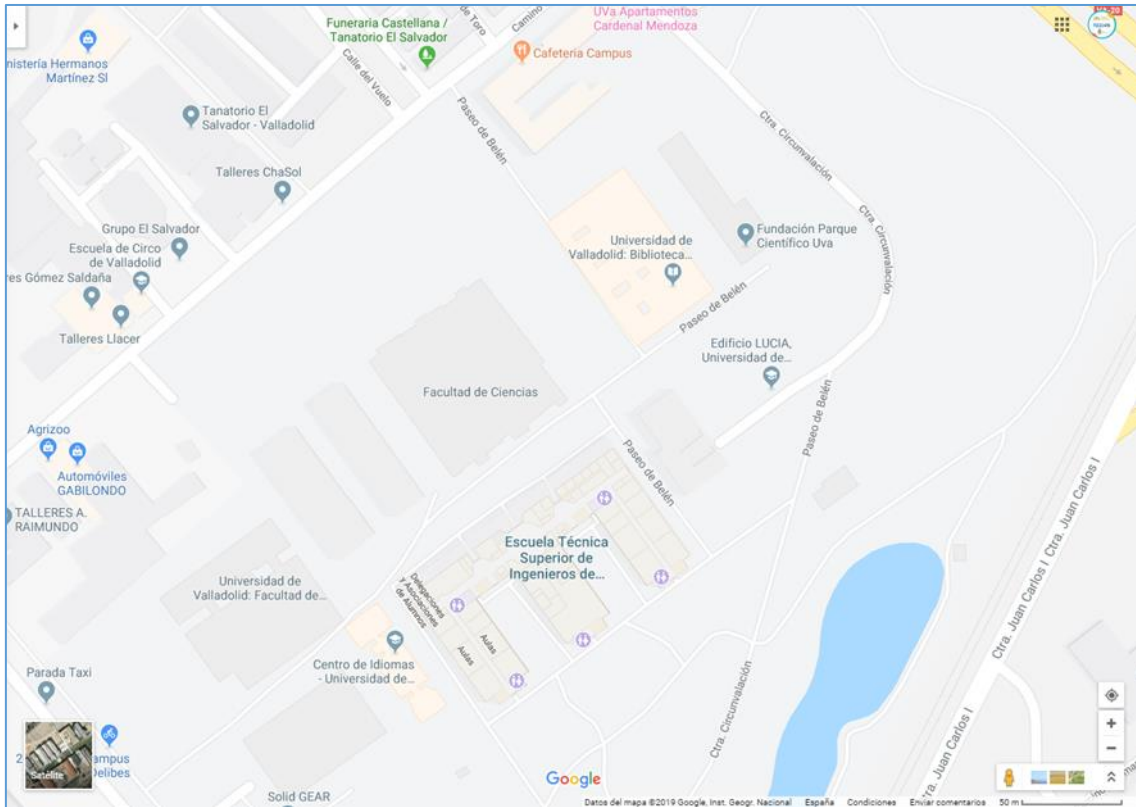 Funeraria Castellana /
Tanatorio El Salvador
de Toro
Camino
UVa Apartamentos
Cardenal Mendoza
VA-20
nistería Hermanos
Martínez Sl
Cafeteria Campus
Calle del Vuelo
Paseo de Belén
Tanatorio El
Salvador - Valladolid
Ctra. Circunvalación
Talleres ChaSol
Ctra. Circunvalación
Grupo El Salvador
Escuela de Circo
de Valladolid
res Gómez Saldaña
Talleres Llacer
Universidad de
Valladolid: Biblioteca...
Fundación Parque
Científico Uva
Paseo de Belén
Edificio LUCIA,
Universidad de...
Facultad de Ciencias
Paseo de Belén
Paseo de Belén
Agrizoo
Automóviles
GABILONDO
TALLERES A.
RAIMUNDO
Escuela Técnica
Superior de
Ingenieros de...
Ctra. Juan Carlos I
Ctra. Juan Carlos I
Universidad de
Valladolid: Facultad de...
Delegaciones
y Asociaciones
de Alumnos
Aulas
Aulas
Centro de Idiomas
- Universidad de...
Parada Taxi
Ctra. Circunvalación
Ctra. Juan Carlos I
2
ampus
Delibes
Satélite
Solid GEAR
Google
Datos del mapa ©2019 Google, Inst. Geogr. Nacional España Condiciones Enviar comentarios 50 m